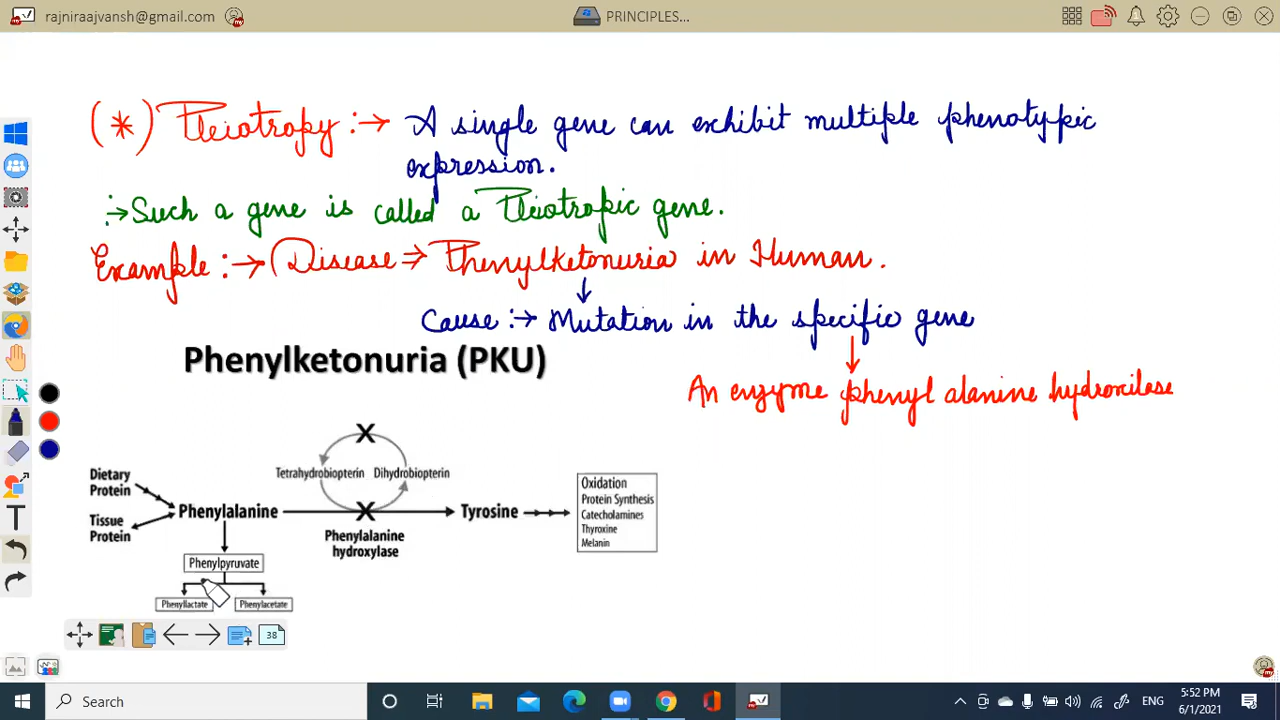 rajniraajvansh@gmail.com
PRINCIPLES...
(*) Pleiotropy :→ A single gene can exhibit multiple phenotypic
expression.
:→ Such a gene is called a Pleiotropic gene.
Example :→ Disease ⇒ Phenylketonuria in Human.
↓
Cause :→ Mutation in the specific gene
↓
An enzyme phenyl alanine hydroxilase
Phenylketonuria (PKU)
X
Tetrahydrobiopterin Dihydrobiopterin
Dietary
Protein
Tissue
Protein
Phenylalanine
X
Phenylalanine
hydroxylase
Tyrosine
Oxidation
Protein Synthesis
Catecholamines
Thyroxine
Melanin
Phenylpyruvate
Phenyllactate
Phenylacetate
T
38
Search
ENG
5:52 PM
6/1/2021